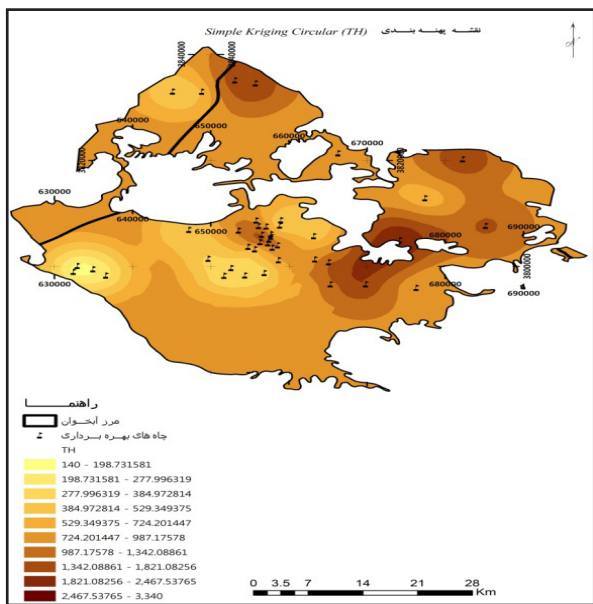 Simple Kriging Circular (TH) نقشه پهنه بندی
3840000
3840000
640000
650000
660000
670000
3820000
3820000
630000
640000
650000
680000
690000
630000
680000
3800000
690000
راهنما
مرز آبخوان
چاه های بهره برداری
TH
140 - 198.731581
198.731581 - 277.996319
277.996319 - 384.972814
384.972814 - 529.349375
529.349375 - 724.201447
724.201447 - 987.17578
987.17578 - 1,342.08861
1,342.08861 - 1,821.08256
1,821.08256 - 2,467.53765
2,467.53765 - 3,340
0 3.5 7 14 21 28
Km